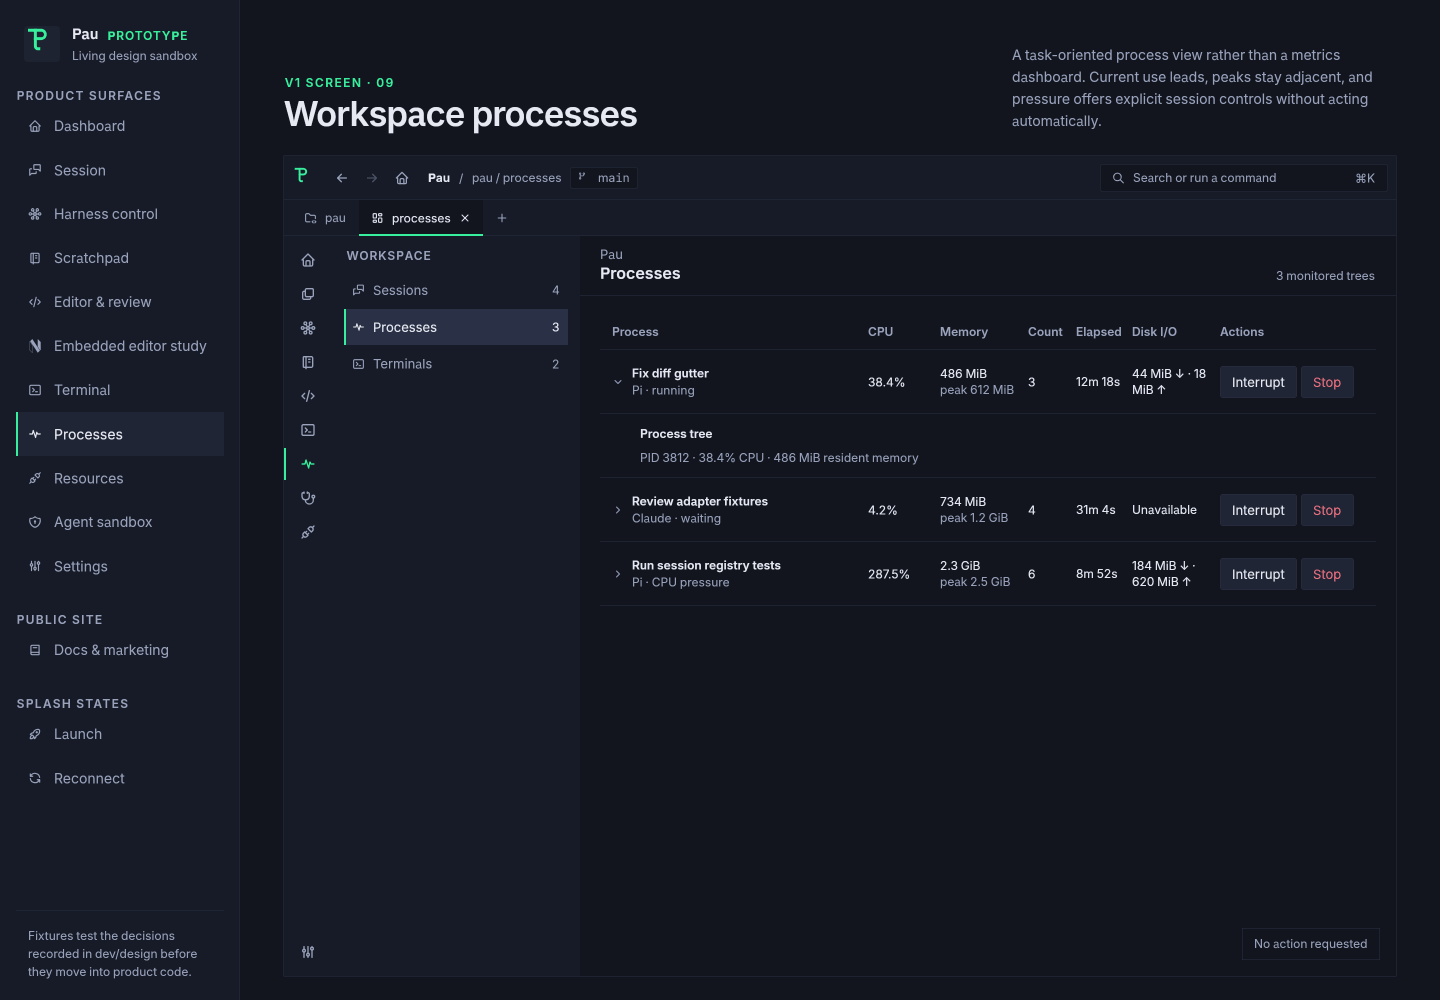 Pau PROTOTYPE
Living design sandbox
PRODUCT SURFACES
Dashboard
Session
Harness control
Scratchpad
Editor & review
Embedded editor study
Terminal
Processes
Resources
Agent sandbox
Settings
PUBLIC SITE
Docs & marketing
SPLASH STATES
Launch
Reconnect
Fixtures test the decisions
recorded in dev/design before
they move into product code.
V1 SCREEN · 09
Workspace processes
A task-oriented process view rather than a metrics
dashboard. Current use leads, peaks stay adjacent, and
pressure offers explicit session controls without acting
automatically.
Pau / pau / processes main
Search or run a command ⌘K
pau processes
WORKSPACE
Sessions 4
Processes 3
Terminals 2
Pau
Processes
3 monitored trees
Process CPU Memory Count Elapsed Disk I/O Actions
Fix diff gutter
Pi · running
38.4%
486 MiB
peak 612 MiB
3
12m 18s
44 MiB ↓ · 18
MiB ↑
Interrupt Stop
Process tree
PID 3812 · 38.4% CPU · 486 MiB resident memory
Review adapter fixtures
Claude · waiting
4.2%
734 MiB
peak 1.2 GiB
4
31m 4s
Unavailable
Interrupt Stop
Run session registry tests
Pi · CPU pressure
287.5%
2.3 GiB
peak 2.5 GiB
6
8m 52s
184 MiB ↓ ·
620 MiB ↑
Interrupt Stop
No action requested